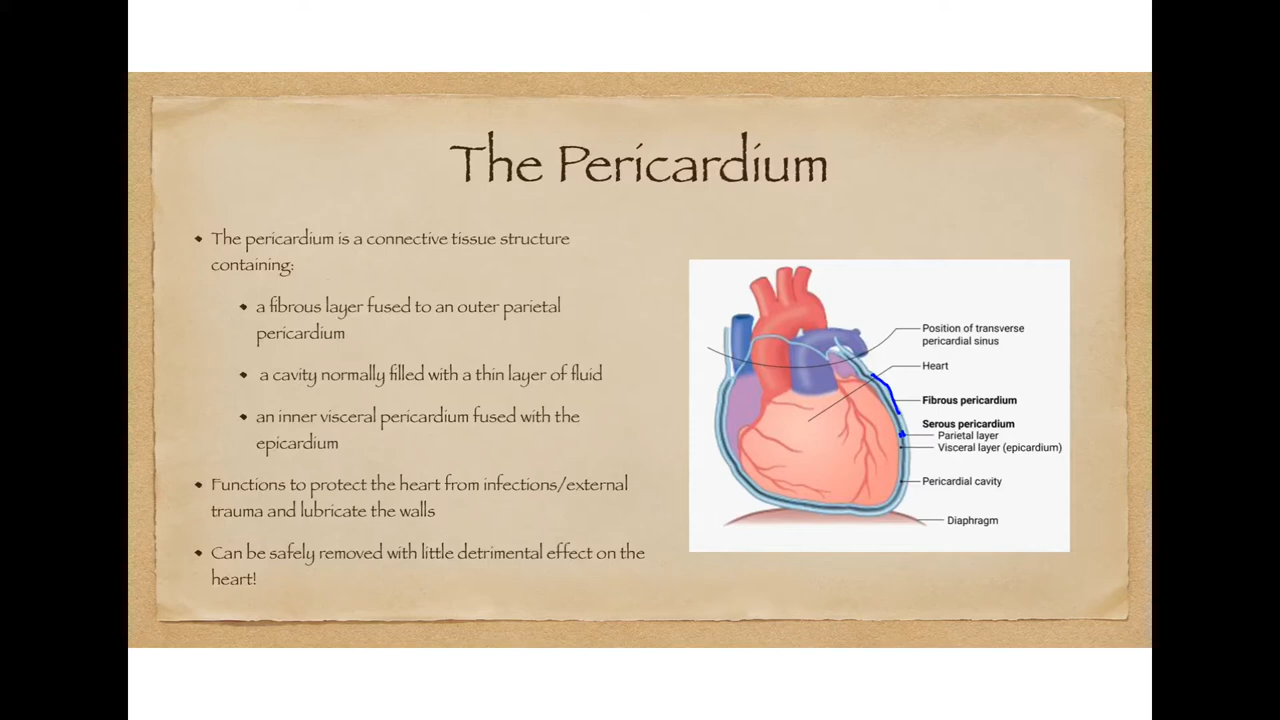 The Pericardium
The pericardium is a connective tissue structure
containing:
a fibrous layer fused to an outer parietal
pericardium
a cavity normally filled with a thin layer of fluid
an inner visceral pericardium fused with the
epicardium
Functions to protect the heart from infections/external
trauma and lubricate the walls
Can be safely removed with little detrimental effect on the
heart!
Position of transverse
pericardial sinus
Heart
Fibrous pericardium
Serous pericardium
Parietal layer
Visceral layer (epicardium)
Pericardial cavity
Diaphragm